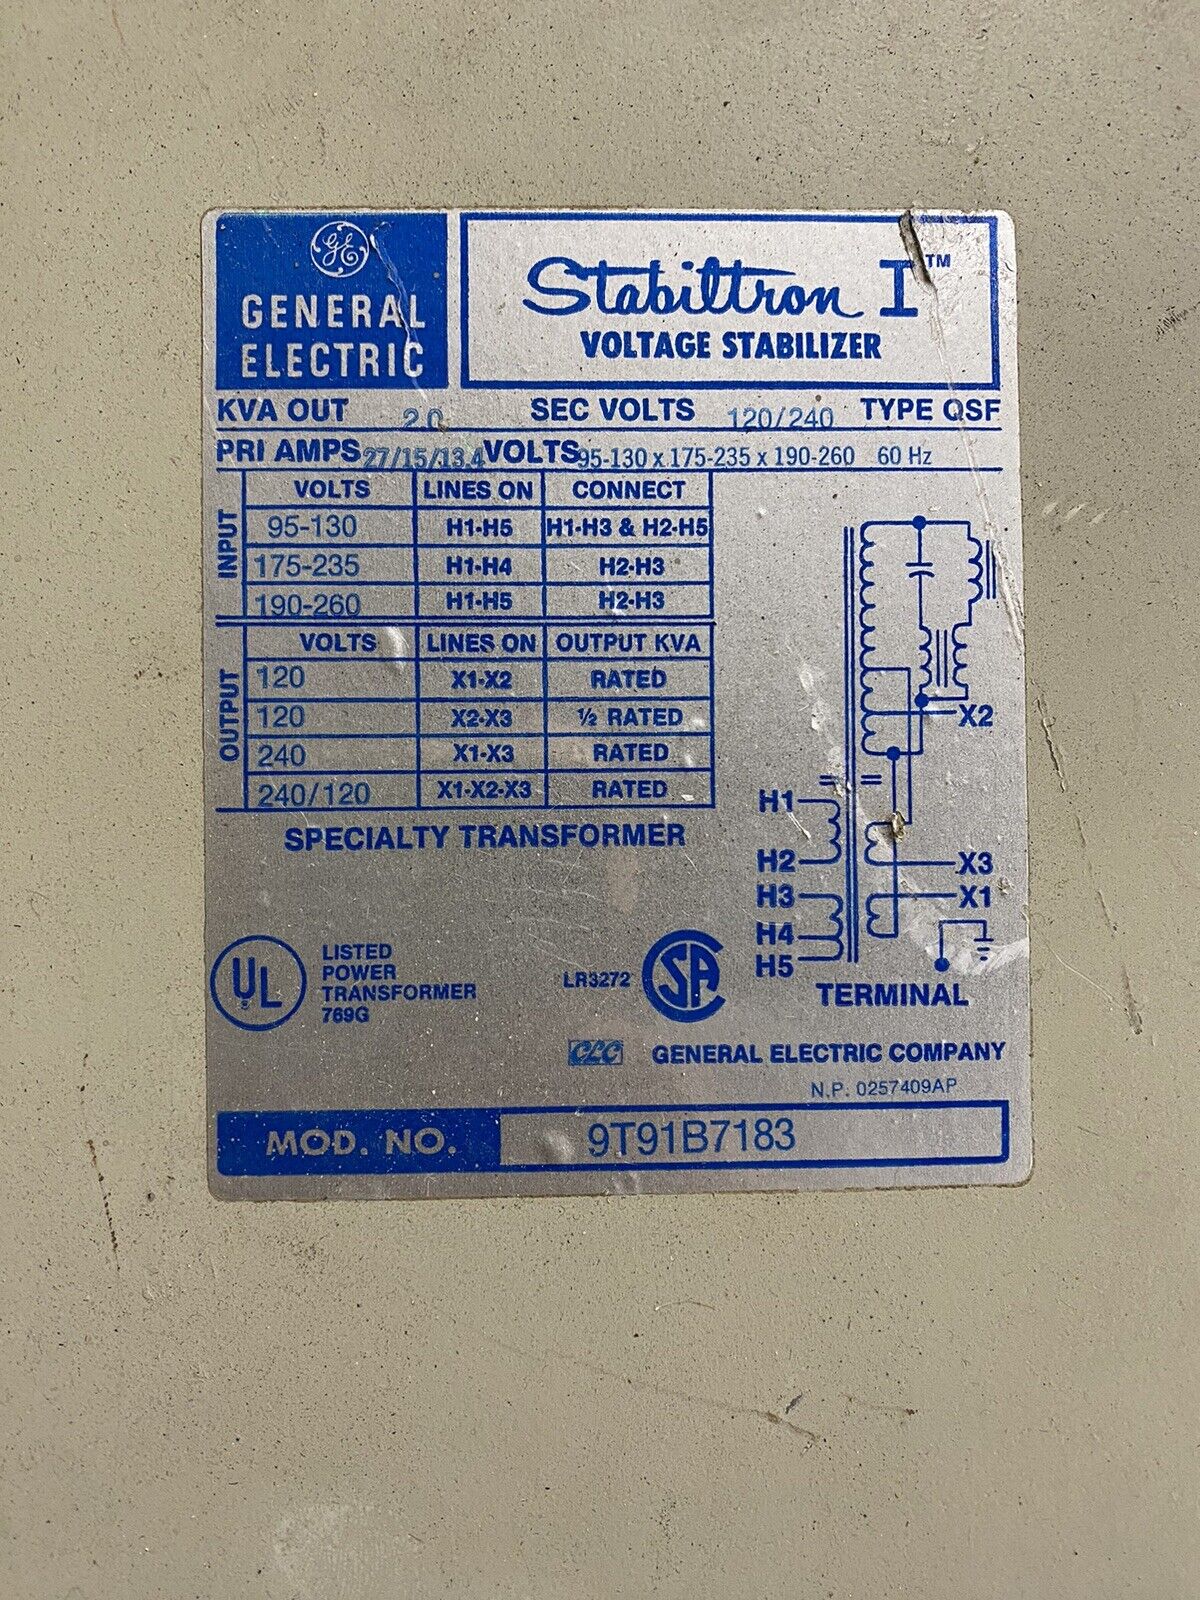 GE
GENERAL
ELECTRIC
Stabiltron I™
VOLTAGE STABILIZER
KVA OUT 2.0 SEC VOLTS 120/240 TYPE QSF
PRI AMPS 27/15/13.4 VOLTS 95-130 x 175-235 x 190-260 60 Hz
INPUT
VOLTS LINES ON CONNECT
95-130 H1-H5 H1-H3 & H2-H5
175-235 H1-H4 H2-H3
190-260 H1-H5 H2-H3
OUTPUT
VOLTS LINES ON OUTPUT KVA
120 X1-X2 RATED
120 X2-X3 ½ RATED
240 X1-X3 RATED
240/120 X1-X2-X3 RATED
SPECIALTY TRANSFORMER
X2
H1
H2
X3
H3
X1
H4
H5
TERMINAL
UL
LISTED
POWER
TRANSFORMER
769G
LR3272
SA
CLC GENERAL ELECTRIC COMPANY
N.P. 0257409AP
MOD. NO. 9T91B7183